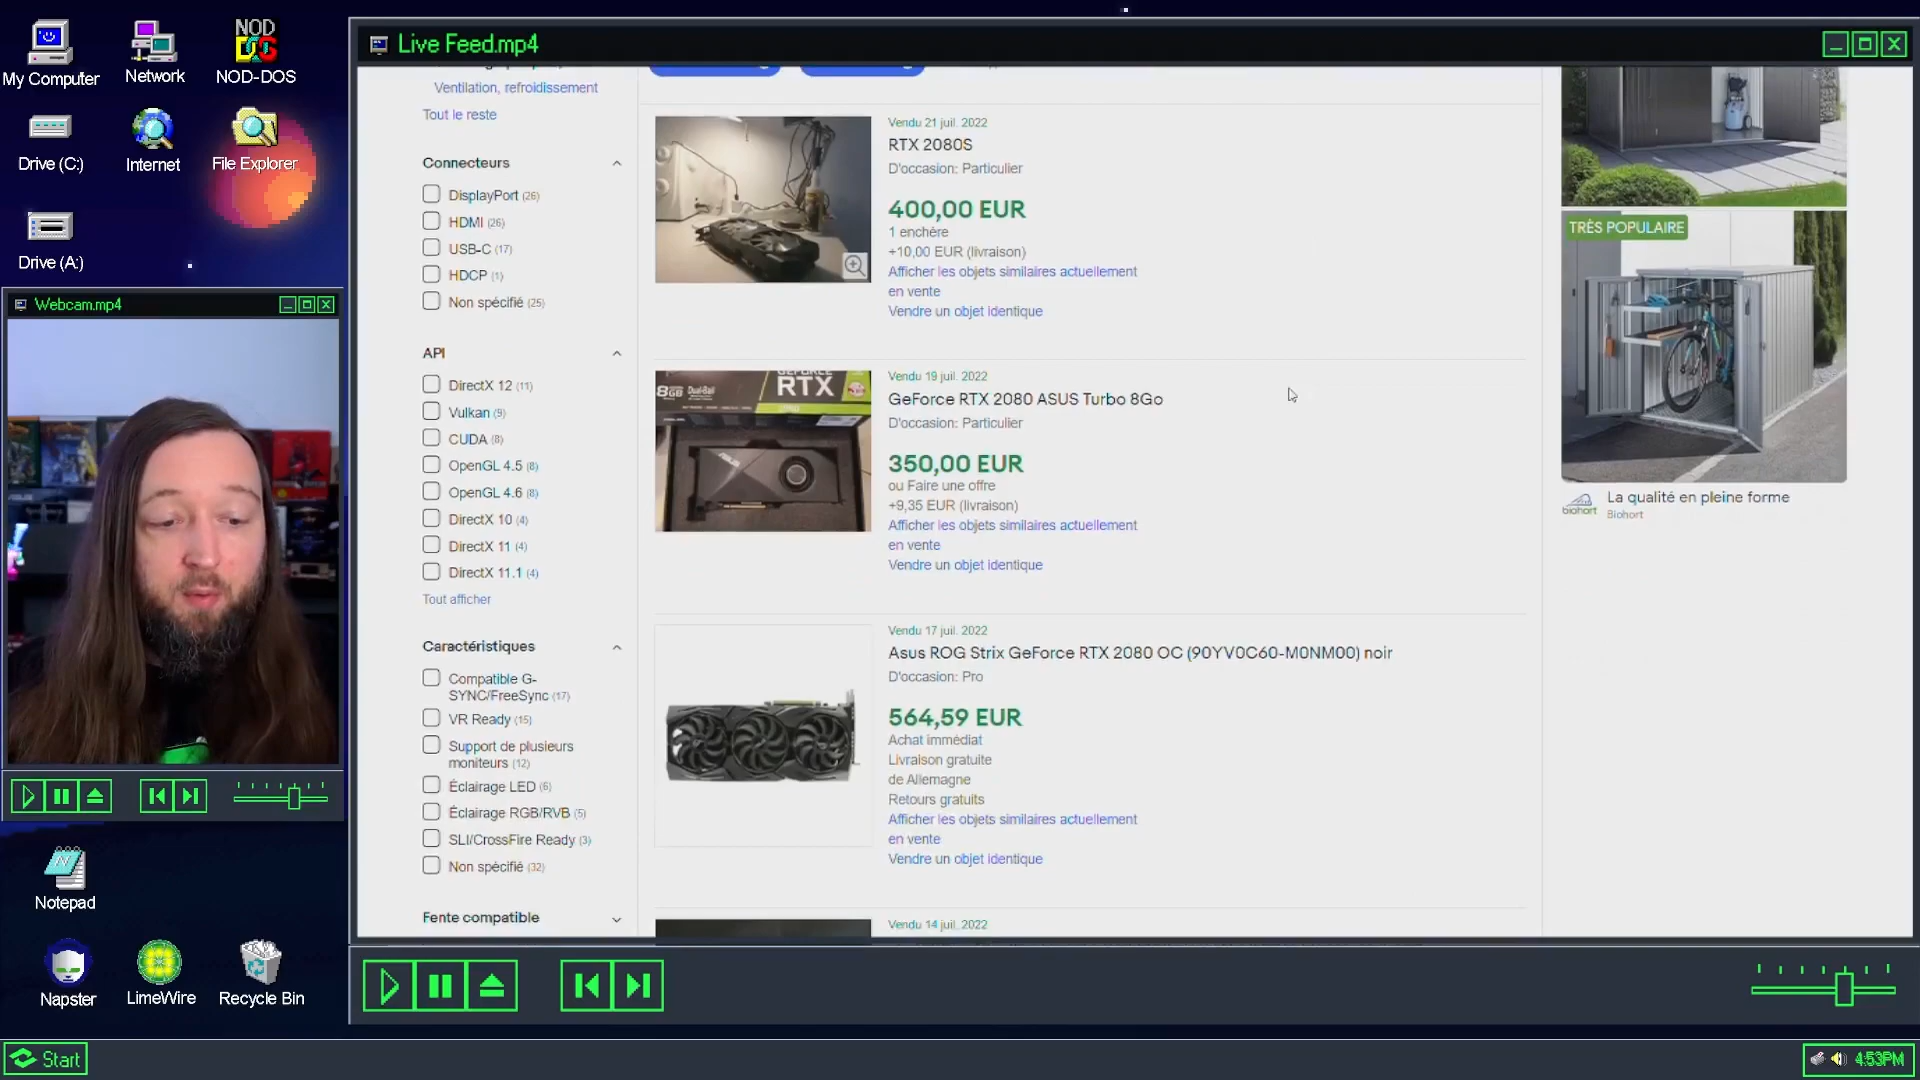 My Computer
Network
NOD-DOS
Drive (C:)
Internet
File Explorer
Drive (A:)
Webcam.mp4
Notepad
Napster
LimeWire
Recycle Bin
Start
Live Feed.mp4
Ventilation, refroidissement
Tout le reste
Connecteurs
DisplayPort (26)
HDMI (26)
USB-C (17)
HDCP (1)
Non spécifié (25)
API
DirectX 12 (11)
Vulkan (9)
CUDA (8)
OpenGL 4.5 (8)
OpenGL 4.6 (8)
DirectX 10 (4)
DirectX 11 (4)
DirectX 11.1 (4)
Tout afficher
Caractéristiques
Compatible G-
SYNC/FreeSync (17)
VR Ready (15)
Support de plusieurs
moniteurs (12)
Éclairage LED (6)
Éclairage RGB/RVB (5)
SLI/CrossFire Ready (3)
Non spécifié (32)
Fente compatible
Vendu 21 juil. 2022
RTX 2080S
D'occasion: Particulier
400,00 EUR
1 enchère
+10,00 EUR (livraison)
Afficher les objets similaires actuellement
en vente
Vendre un objet identique
8GB
RTX
Vendu 19 juil. 2022
GeForce RTX 2080 ASUS Turbo 8Go
D'occasion: Particulier
350,00 EUR
ou Faire une offre
+9,35 EUR (livraison)
Afficher les objets similaires actuellement
en vente
Vendre un objet identique
Vendu 17 juil. 2022
Asus ROG Strix GeForce RTX 2080 OC (90YV0C60-M0NM00) noir
D'occasion: Pro
564,59 EUR
Achat immédiat
Livraison gratuite
de Allemagne
Retours gratuits
Afficher les objets similaires actuellement
en vente
Vendre un objet identique
Vendu 14 juil. 2022
TRÈS POPULAIRE
biohort
La qualité en pleine forme
Biohort
4:53PM